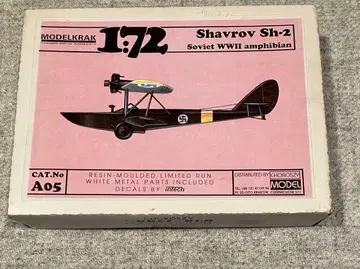 MODELKRAK
1:72
Shavrov Sh-2
Soviet WWII amphibian
CAT.No
A05
RESIN-MOULDED LIMITED RUN
WHITE METAL PARTS INCLUDED
DECALS BY
DISTRIBUTED BY
CHOROSZY
MODEL